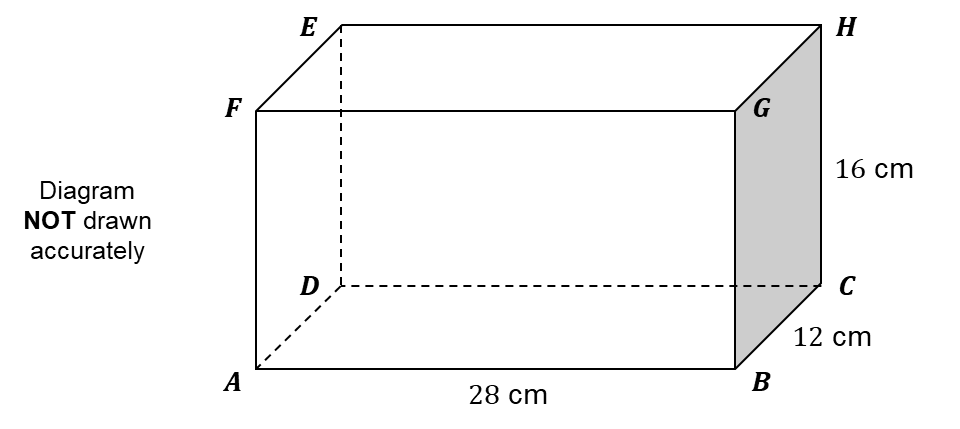 E
H
F
G
16 cm
Diagram
NOT drawn
accurately
D
C
12 cm
A
B
28 cm